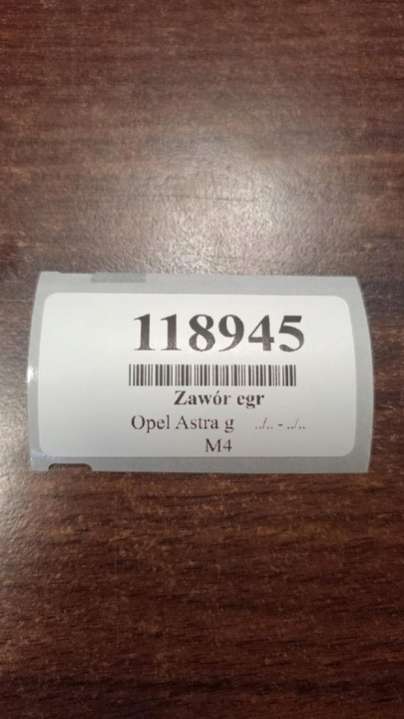 118945
Zawór egr
Opel Astra g ../.. - ../..
M4